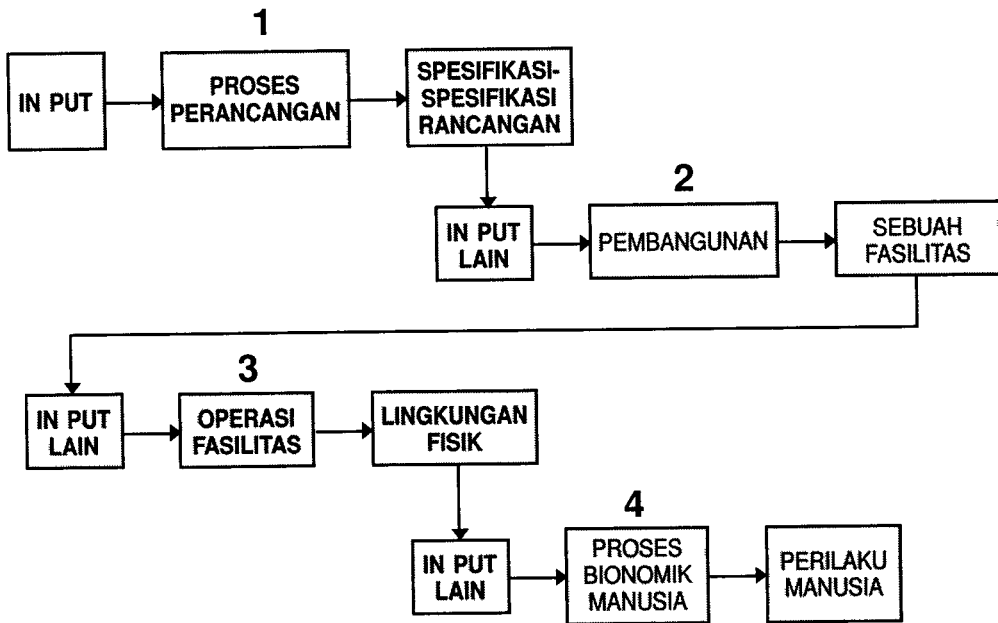 1
IN PUT
PROSES
PERANCANGAN
SPESIFIKASI-
SPESIFIKASI
RANCANGAN
2
IN PUT
LAIN
PEMBANGUNAN
SEBUAH
FASILITAS
3
IN PUT
LAIN
OPERASI
FASILITAS
LINGKUNGAN
FISIK
4
IN PUT
LAIN
PROSES
BIONOMIK
MANUSIA
PERILAKU
MANUSIA